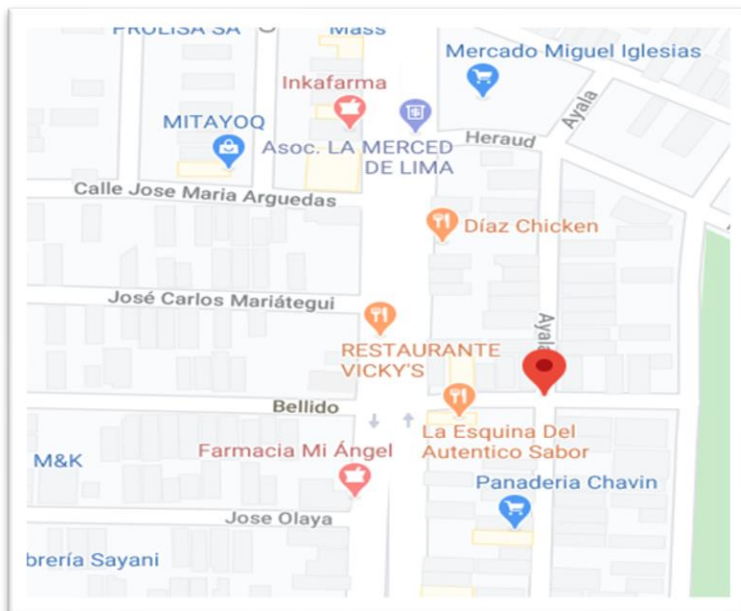 PROLISA SA
Mass
Mercado Miguel Iglesias
Inkafarma
Ayala
MITAYOQ
Asoc. LA MERCED
DE LIMA
Heraud
Calle Jose Maria Arguedas
Díaz Chicken
José Carlos Mariátegui
Ayala
RESTAURANTE
VICKY'S
Bellido
La Esquina Del
Autentico Sabor
Farmacia Mi Ángel
M&K
Panaderia Chavin
Jose Olaya
brería Sayani